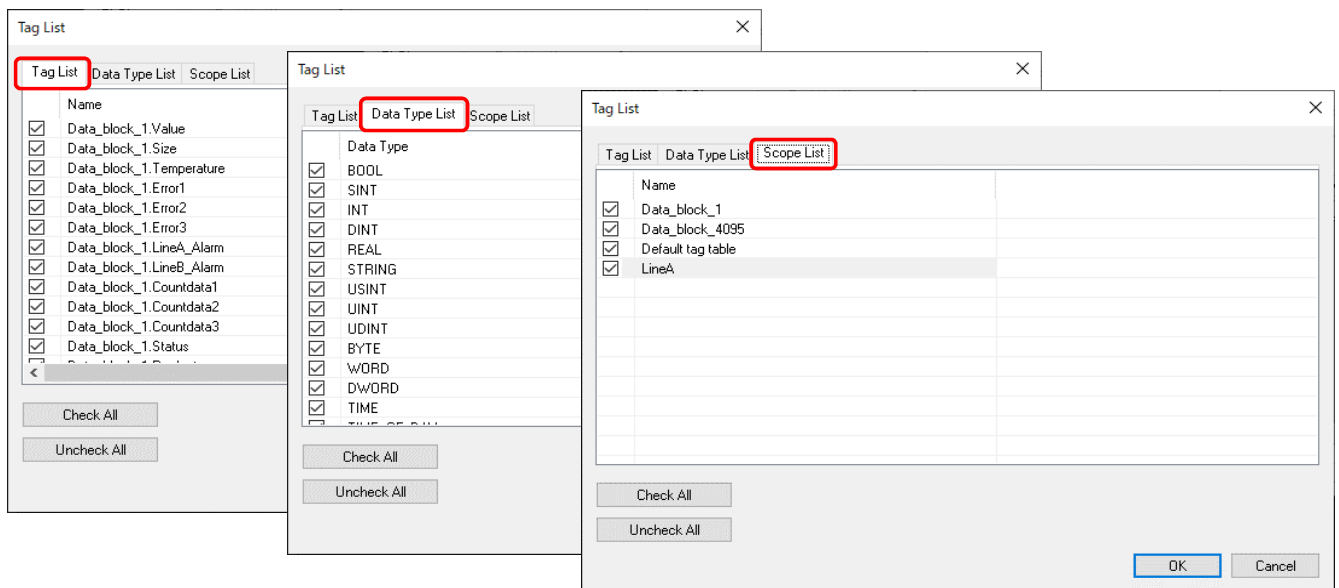 Tag List
Tag List Data Type List Scope List
Name
Data_block_1.Value
Data_block_1.Size
Data_block_1.Temperature
Data_block_1.Error1
Data_block_1.Error2
Data_block_1.Error3
Data_block_1.LineA_Alarm
Data_block_1.LineB_Alarm
Data_block_1.Countdata1
Data_block_1.Countdata2
Data_block_1.Countdata3
Data_block_1.Status
Check All
Uncheck All
Tag List
Tag List Data Type List Scope List
Data Type
BOOL
SINT
INT
DINT
REAL
STRING
USINT
UINT
UDINT
BYTE
WORD
DWORD
TIME
Check All
Uncheck All
Tag List
Tag List Data Type List Scope List
Name
Data_block_1
Data_block_4095
Default tag table
LineA
Check All
Uncheck All
OK Cancel